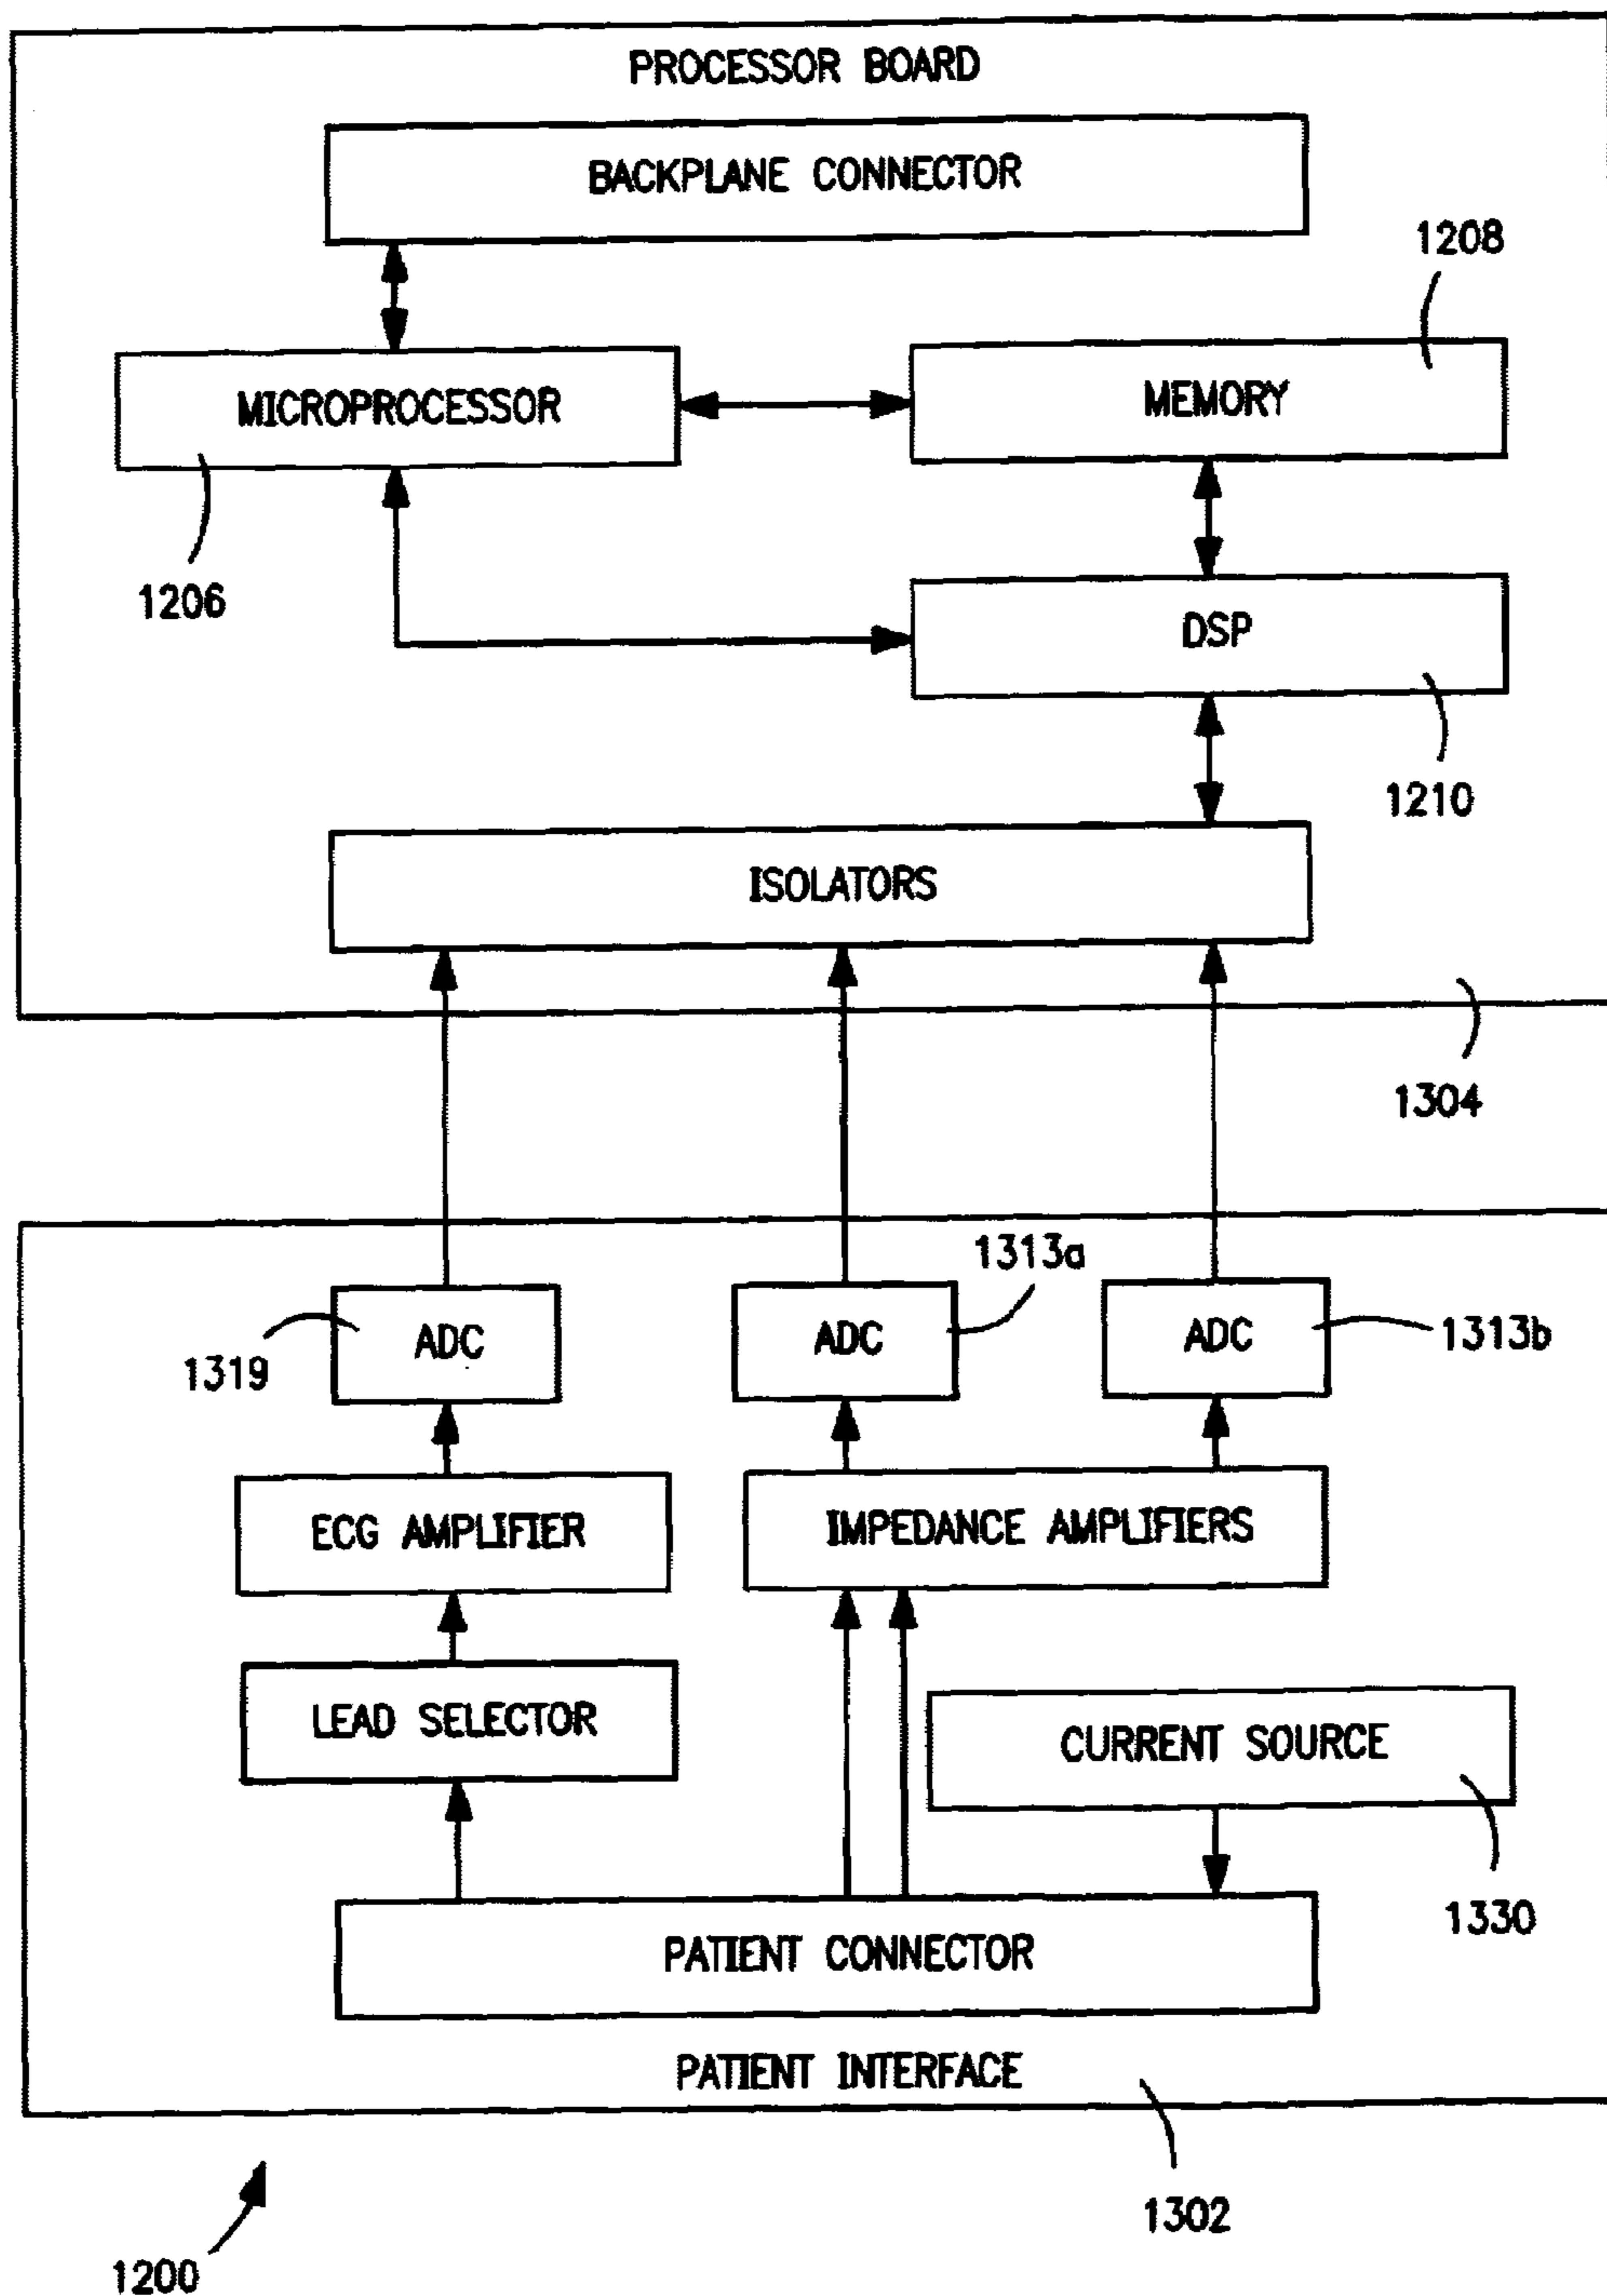 PROCESSOR BOARD
BACKPLANE CONNECTOR
1208
MICROPROCESSOR
MEMORY
1206
DSP
1210
ISOLATORS
1304
1313a
ADC
ADC
ADC
1319
1313b
ECG AMPLIFIER
IMPEDANCE AMPLIFIERS
LEAD SELECTOR
CURRENT SOURCE
1330
PATIENT CONNECTOR
PATIENT INTERFACE
1302
1200